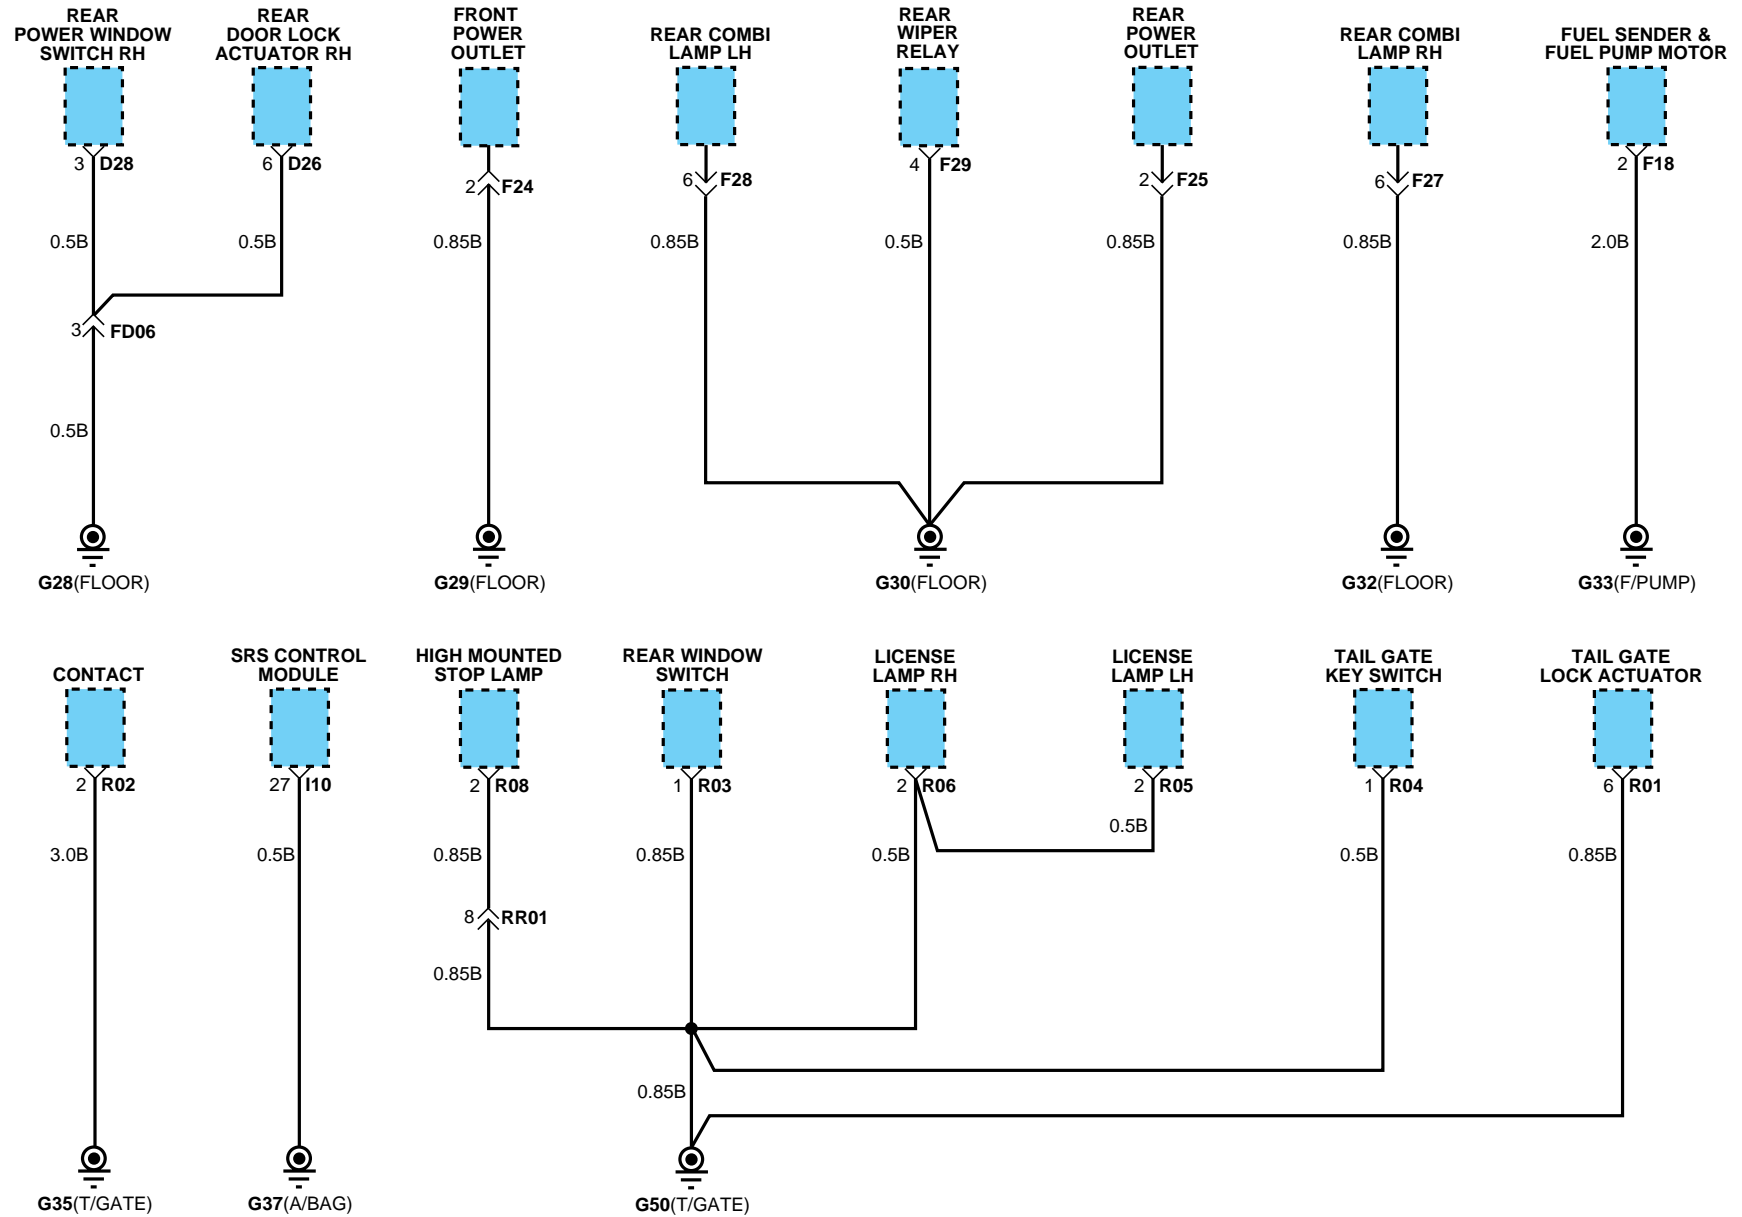 REAR
POWER WINDOW
SWITCH RH
REAR
DOOR LOCK
ACTUATOR RH
FRONT
POWER
OUTLET
REAR COMBI
LAMP LH
REAR
WIPER
RELAY
REAR
POWER
OUTLET
REAR COMBI
LAMP RH
FUEL SENDER &
FUEL PUMP MOTOR
3 D28
6 D26
2 F24
6 F28
4 F29
2 F25
6 F27
2 F18
0.5B
0.5B
0.85B
0.85B
0.5B
0.85B
0.85B
2.0B
3 FD06
0.5B
G28(FLOOR)
G29(FLOOR)
G30(FLOOR)
G32(FLOOR)
G33(F/PUMP)
CONTACT
SRS CONTROL
MODULE
HIGH MOUNTED
STOP LAMP
REAR WINDOW
SWITCH
LICENSE
LAMP RH
LICENSE
LAMP LH
TAIL GATE
KEY SWITCH
TAIL GATE
LOCK ACTUATOR
2 R02
27 I10
2 R08
1 R03
2 R06
2 R05
1 R04
6 R01
0.5B
3.0B
0.5B
0.85B
0.85B
0.5B
0.5B
0.85B
8 RR01
0.85B
0.85B
G35(T/GATE)
G37(A/BAG)
G50(T/GATE)